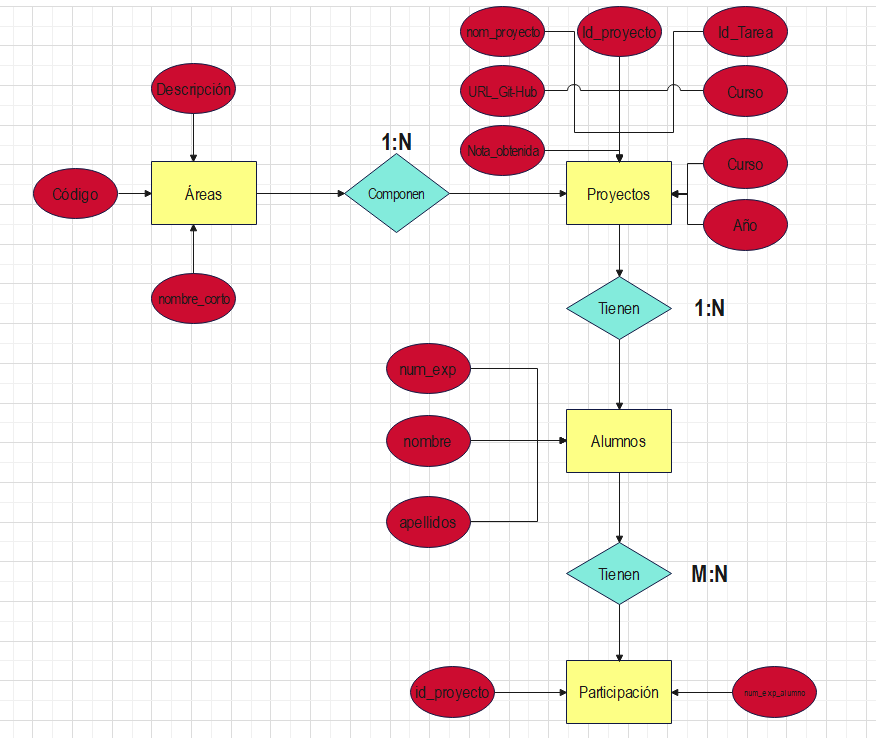 nom_proyecto
Id_proyecto
Id_Tarea
Descripción
URL_Git-Hub
Curso
1:N
Nota_obtenida
Curso
Código
Áreas
Componen
Proyectos
Año
nombre_corto
Tienen
1:N
num_exp
nombre
Alumnos
apellidos
Tienen
M:N
id_proyecto
Participación
num_exp_alumno